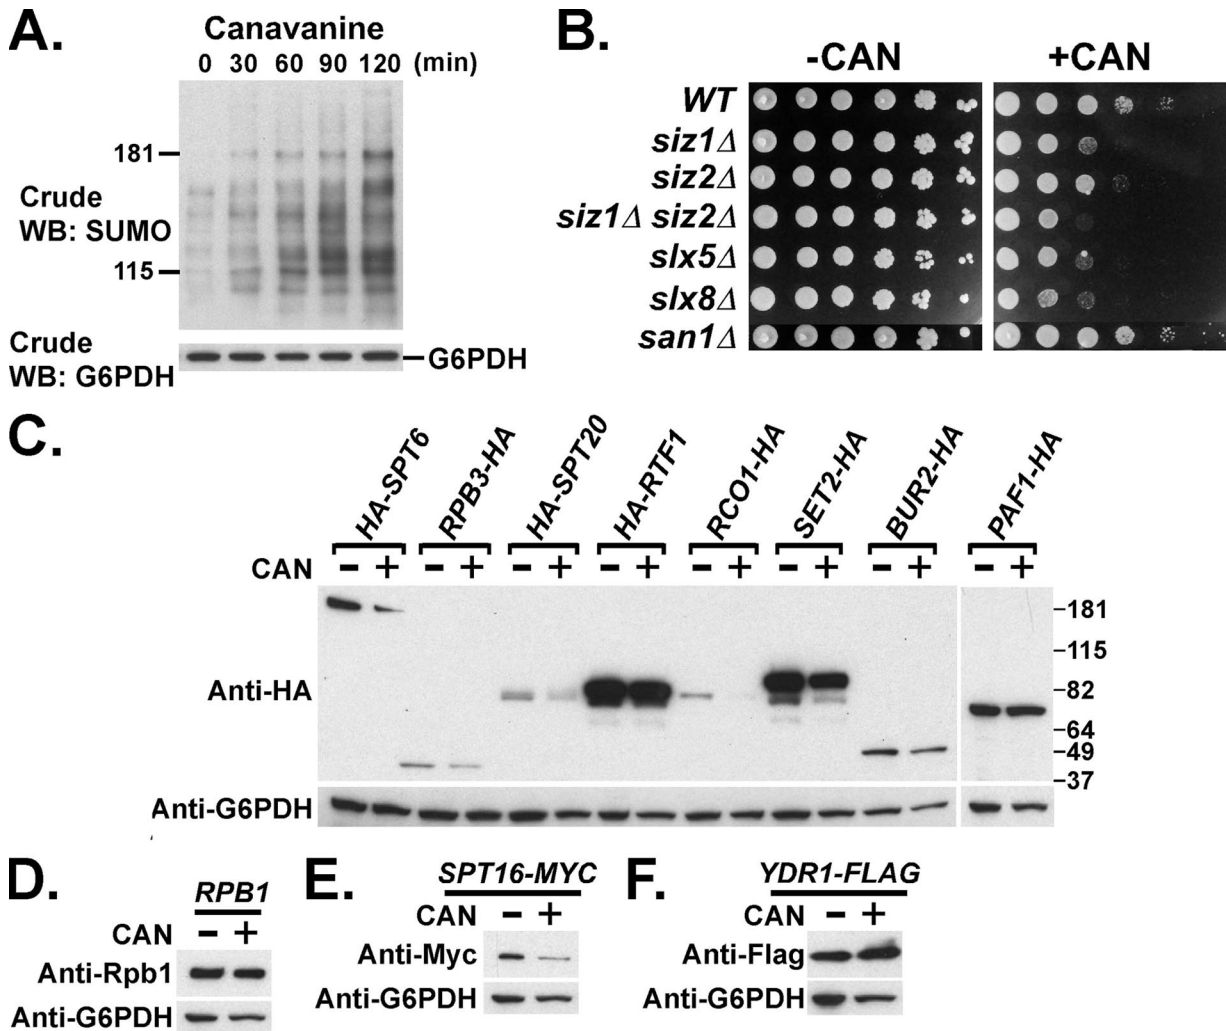 A.
Canavanine
0 30 60 90 120 (min)
181
Crude
WB: SUMO
115
Crude
WB: G6PDH
G6PDH
B.
-CAN +CAN
WT
siz1Δ
siz2Δ
siz1Δ siz2Δ
slx5Δ
slx8Δ
san1Δ
C.
HA-SPT6 RPB3-HA HA-SPT20 HA-RTF1 RCO1-HA SET2-HA BUR2-HA PAF1-HA
CAN - + - + - + - + - + - + - + - +
Anti-HA
181
115
82
64
49
37
Anti-G6PDH
D.
RPB1
CAN - +
Anti-Rpb1
Anti-G6PDH
E.
SPT16-MYC
CAN - +
Anti-Myc
Anti-G6PDH
F.
YDR1-FLAG
CAN - +
Anti-Flag
Anti-G6PDH